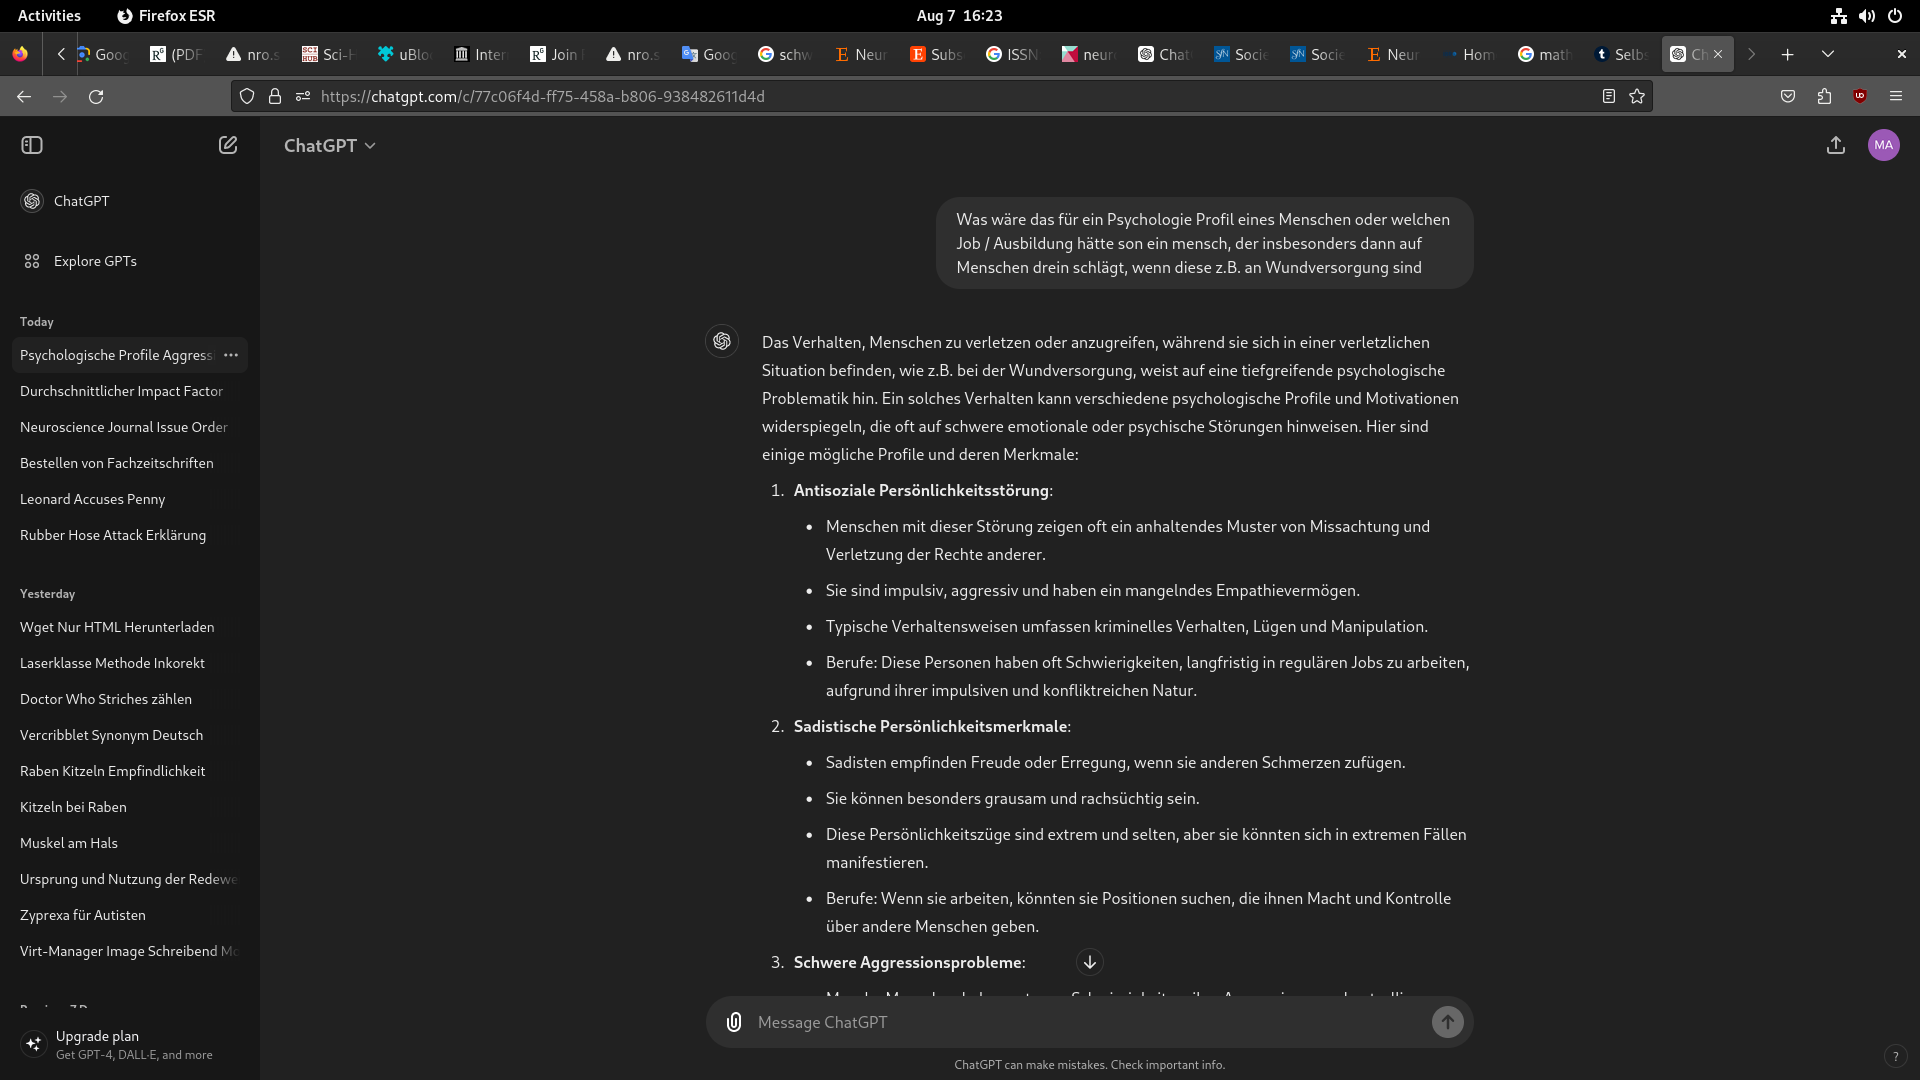 Activities Firefox ESR Aug 7 16:23
Goog (PDF nro.s Sci-H uBlo Inter Join nro.s Goog schw Neur Subs ISSN neur Chat Socie Socie Neur Hom math Selbs Ch
https://chatgpt.com/c/77c06f4d-ff75-458a-b806-938482611d4d
ChatGPT
MA
ChatGPT
Explore GPTs
Today
Psychologische Profile Aggress
Durchschnittlicher Impact Factor
Neuroscience Journal Issue Order
Bestellen von Fachzeitschriften
Leonard Accuses Penny
Rubber Hose Attack Erklärung
Yesterday
Wget Nur HTML Herunterladen
Laserklasse Methode Inkorekt
Doctor Who Striches zählen
Vercribblet Synonym Deutsch
Raben Kitzeln Empfindlichkeit
Kitzeln bei Raben
Muskel am Hals
Ursprung und Nutzung der Redewe
Zyprexa für Autisten
Virt-Manager Image Schreibend Mo
Upgrade plan
Get GPT-4, DALL·E, and more
Was wäre das für ein Psychologie Profil eines Menschen oder welchen
Job / Ausbildung hätte son ein mensch, der insbesonders dann auf
Menschen drein schlägt, wenn diese z.B. an Wundversorgung sind
Das Verhalten, Menschen zu verletzen oder anzugreifen, während sie sich in einer verletzlichen
Situation befinden, wie z.B. bei der Wundversorgung, weist auf eine tiefgreifende psychologische
Problematik hin. Ein solches Verhalten kann verschiedene psychologische Profile und Motivationen
widerspiegeln, die oft auf schwere emotionale oder psychische Störungen hinweisen. Hier sind
einige mögliche Profile und deren Merkmale:
1. Antisoziale Persönlichkeitsstörung:
• Menschen mit dieser Störung zeigen oft ein anhaltendes Muster von Missachtung und
Verletzung der Rechte anderer.
• Sie sind impulsiv, aggressiv und haben ein mangelndes Empathievermögen.
• Typische Verhaltensweisen umfassen kriminelles Verhalten, Lügen und Manipulation.
• Berufe: Diese Personen haben oft Schwierigkeiten, langfristig in regulären Jobs zu arbeiten,
aufgrund ihrer impulsiven und konfliktreichen Natur.
2. Sadistische Persönlichkeitsmerkmale:
• Sadisten empfinden Freude oder Erregung, wenn sie anderen Schmerzen zufügen.
• Sie können besonders grausam und rachsüchtig sein.
• Diese Persönlichkeitszüge sind extrem und selten, aber sie könnten sich in extremen Fällen
manifestieren.
• Berufe: Wenn sie arbeiten, könnten sie Positionen suchen, die ihnen Macht und Kontrolle
über andere Menschen geben.
3. Schwere Aggressionsprobleme:
Message ChatGPT
ChatGPT can make mistakes. Check important info.
?